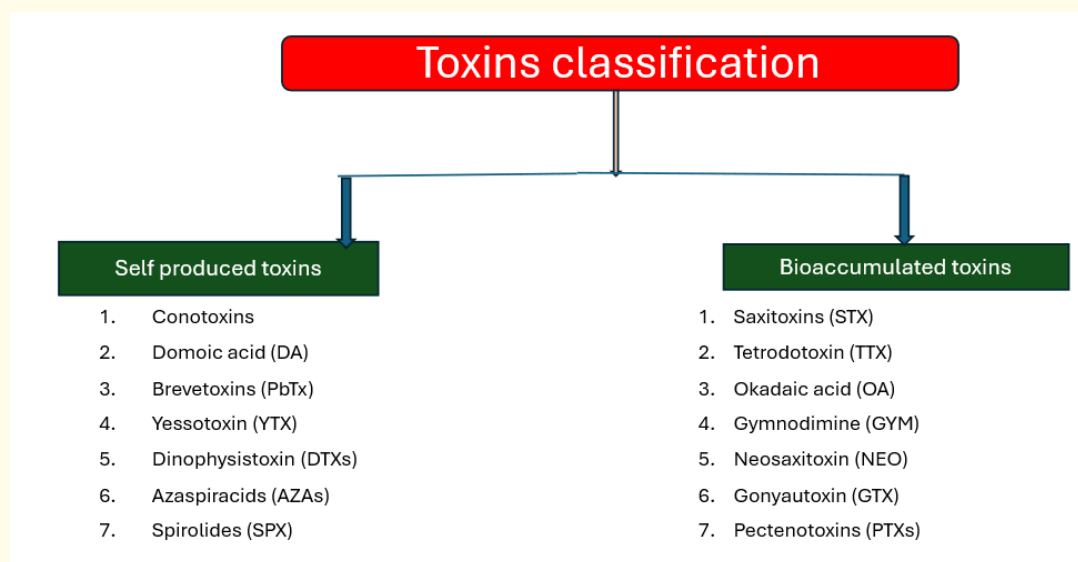 Toxins classification
Self produced toxins
1. Conotoxins
2. Domoic acid (DA)
3. Brevetoxins (PbTx)
4. Yessotoxin (YTX)
5. Dinophysistoxin (DTXs)
6. Azaspiracids (AZAs)
7. Spirolides (SPX)
Bioaccumulated toxins
1. Saxitoxins (STX)
2. Tetrodotoxin (TTX)
3. Okadaic acid (OA)
4. Gymnodimine (GYM)
5. Neosaxitoxin (NEO)
6. Gonyautoxin (GTX)
7. Pectenotoxins (PTXs)